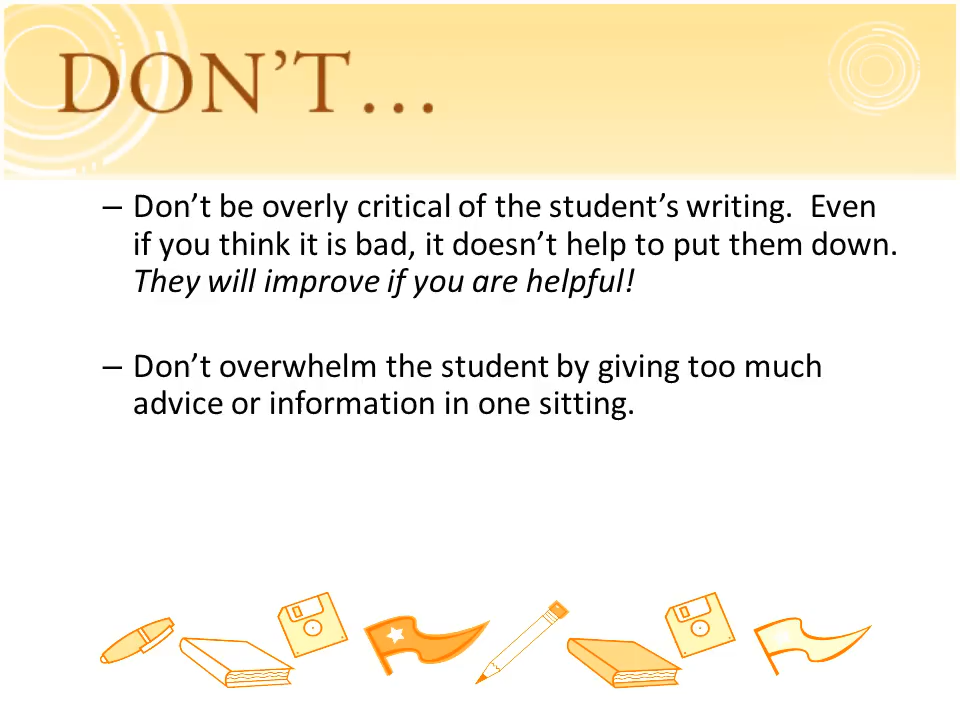 DON’T…
– Don’t be overly critical of the student’s writing.  Even
if you think it is bad, it doesn’t help to put them down.
They will improve if you are helpful!
– Don’t overwhelm the student by giving too much
advice or information in one sitting.